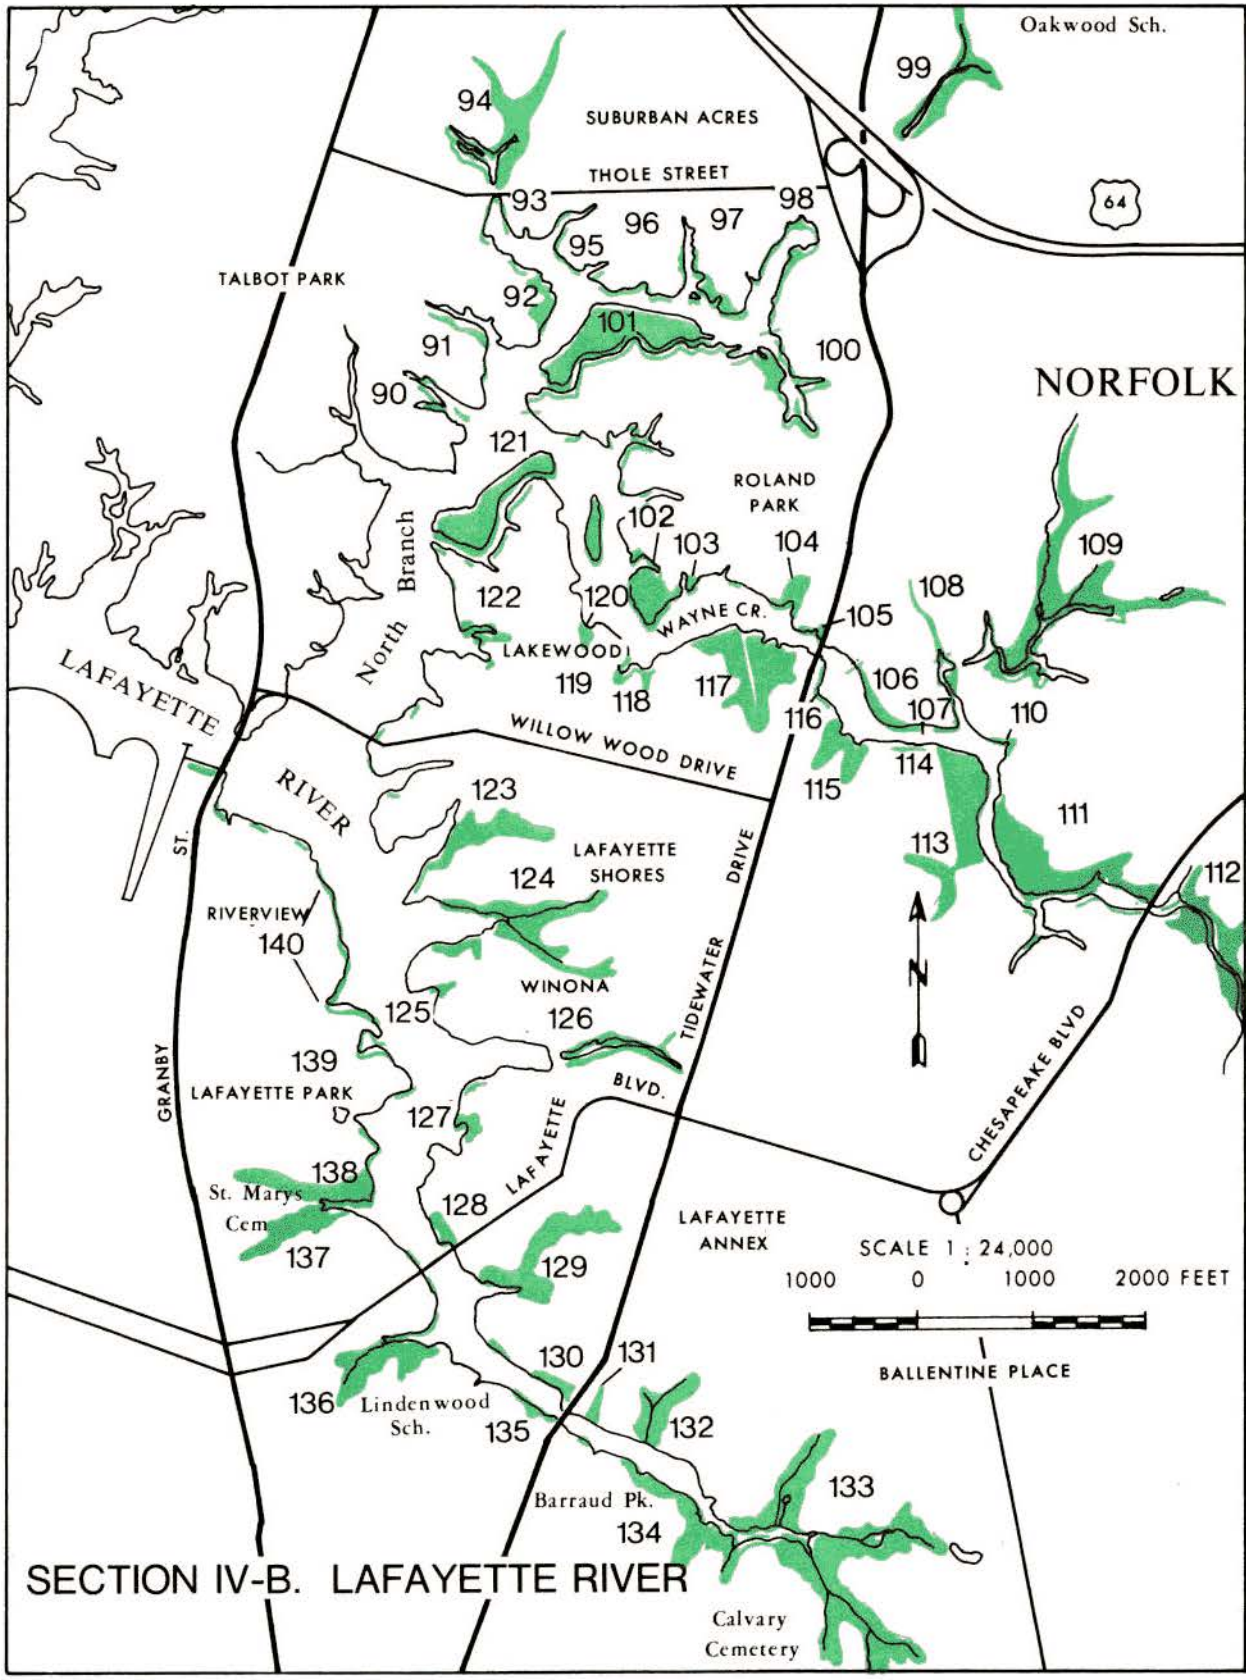 Oakwood Sch.
99
94
SUBURBAN ACRES
THOLE STREET
64
93
98
95
96
97
TALBOT PARK
92
101
91
100
90
NORFOLK
121
ROLAND
PARK
102
103
104
109
North Branch
122
120
WAYNE CR.
105
108
LAKEWOOD
119
118
117
106
107
116
110
LAFAYETTE
RIVER
WILLOW WOOD DRIVE
114
115
123
ST.
113
111
LAFAYETTE
SHORES
DRIVE
124
112
RIVERVIEW
140
WINONA
N
125
126
TIDEWATER
139
BLVD.
CHESAPEAKE BLVD
GRANBY
LAFAYETTE PARK
127
LAFAYETTE
138
St. Marys
Cem
128
137
129
LAFAYETTE
ANNEX
SCALE 1 : 24,000
1000 0 1000 2000 FEET
130
131
BALLENTINE PLACE
136
Lindenwood
Sch.
135
132
133
Barraud Pk.
134
SECTION IV-B. LAFAYETTE RIVER
Calvary
Cemetery